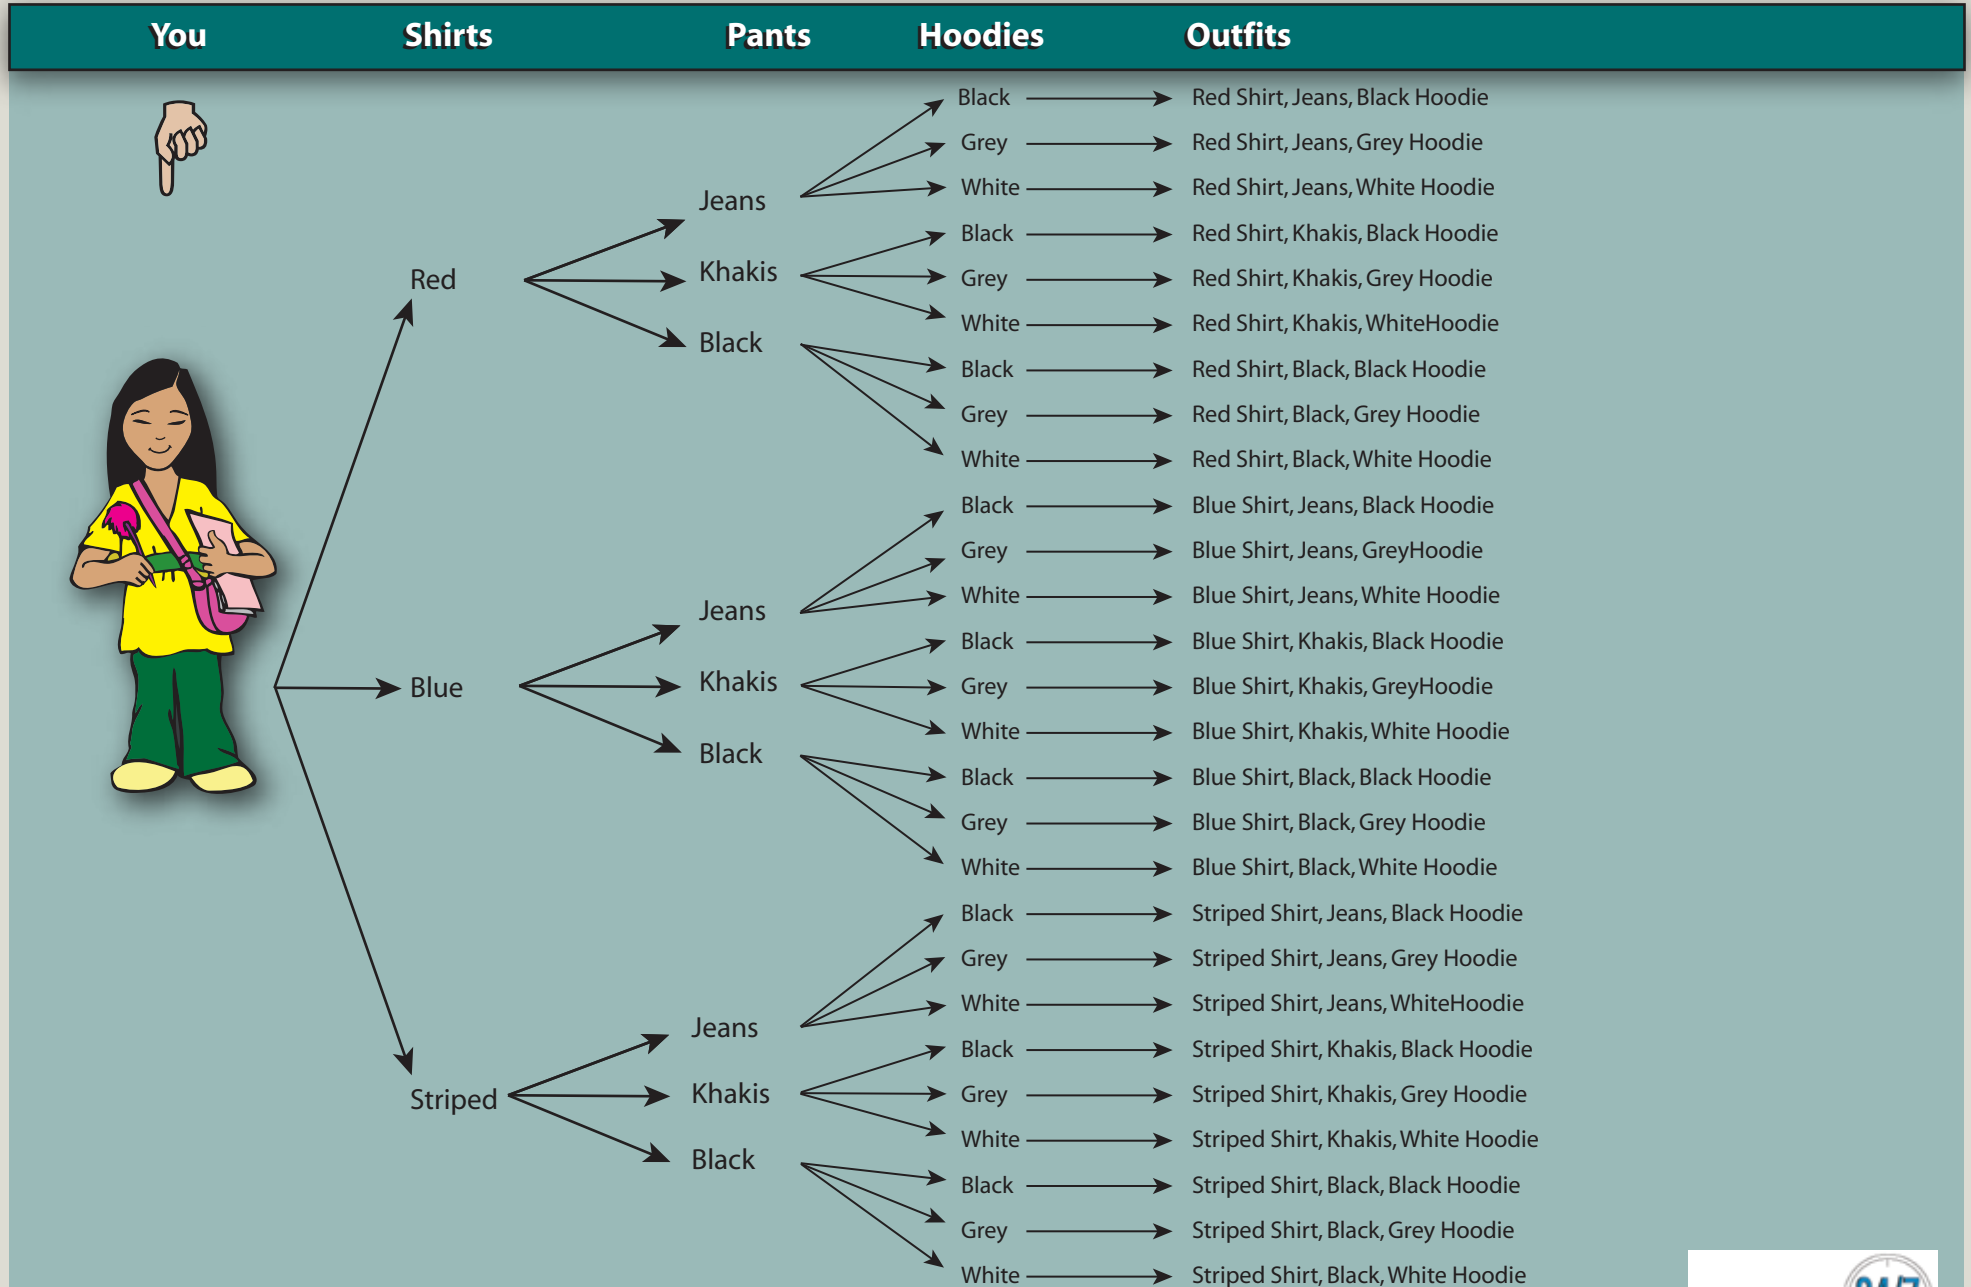 You Shirts Pants Hoodies Outfits
Black Red Shirt, Jeans, Black Hoodie
Grey Red Shirt, Jeans, Grey Hoodie
White Red Shirt, Jeans, White Hoodie
Jeans
Black Red Shirt, Khakis, Black Hoodie
Khakis
Grey Red Shirt, Khakis, Grey Hoodie
Red
White Red Shirt, Khakis, WhiteHoodie
Black
Black Red Shirt, Black, Black Hoodie
Grey Red Shirt, Black, Grey Hoodie
White Red Shirt, Black, White Hoodie
Black Blue Shirt, Jeans, Black Hoodie
Grey Blue Shirt, Jeans, GreyHoodie
White Blue Shirt, Jeans, White Hoodie
Jeans
Black Blue Shirt, Khakis, Black Hoodie
Khakis
Grey Blue Shirt, Khakis, GreyHoodie
Blue
White Blue Shirt, Khakis, White Hoodie
Black
Black Blue Shirt, Black, Black Hoodie
Grey Blue Shirt, Black, Grey Hoodie
White Blue Shirt, Black, White Hoodie
Black Striped Shirt, Jeans, Black Hoodie
Grey Striped Shirt, Jeans, Grey Hoodie
White Striped Shirt, Jeans, WhiteHoodie
Jeans
Black Striped Shirt, Khakis, Black Hoodie
Khakis
Grey Striped Shirt, Khakis, Grey Hoodie
Striped
White Striped Shirt, Khakis, White Hoodie
Black
Black Striped Shirt, Black, Black Hoodie
Grey Striped Shirt, Black, Grey Hoodie
White Striped Shirt, Black, White Hoodie
24/7